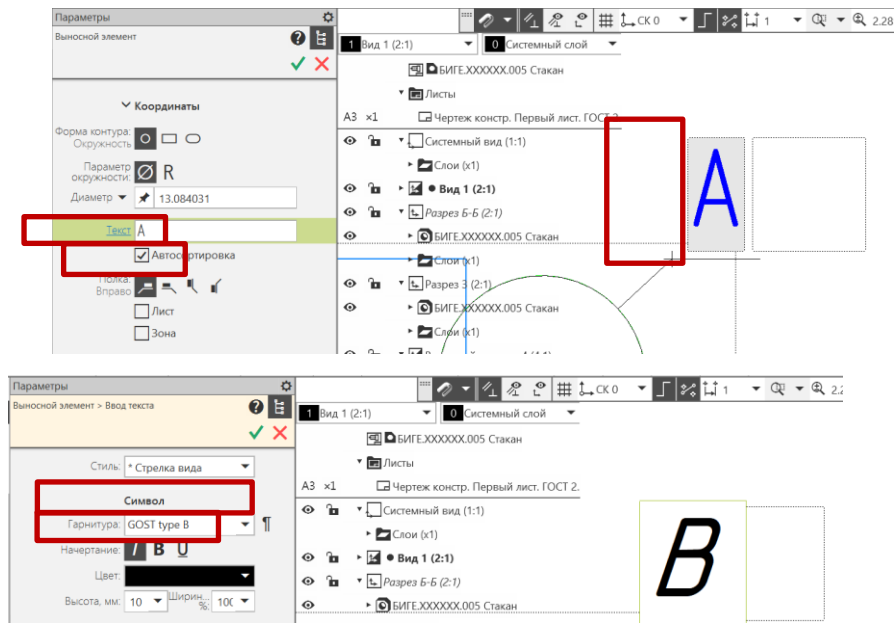 Параметры
Выносной элемент
Координаты
Форма контура:
Окружность
Параметр
окружности:
R
Диаметр
13.084031
Текст
А
Автосортировка
Полка:
Вправо
Лист
Зона
СК 0
1
2.28
1 Вид 1 (2:1)
0 Системный слой
БИГЕ.XXXXXX.005 Стакан
Листы
А3 ×1 Чертеж констр. Первый лист. ГОСТ 2.
Системный вид (1:1)
Слои (x1)
Вид 1 (2:1)
Разрез Б-Б (2:1)
БИГЕ.XXXXXX.005 Стакан
Слои (x1)
Разрез 3 (2:1)
БИГЕ.XXXXXX.005 Стакан
Слои (x1)
А
Параметры
Выносной элемент > Ввод текста
Стиль: * Стрелка вида
Символ
Гарнитура: GOST type B
Начертание: I B U
Цвет:
Высота, мм: 10 Ширин... %: 100
СК 0
1
2.2
1 Вид 1 (2:1)
0 Системный слой
БИГЕ.XXXXXX.005 Стакан
Листы
А3 ×1 Чертеж констр. Первый лист. ГОСТ 2.
Системный вид (1:1)
Слои (x1)
Вид 1 (2:1)
Разрез Б-Б (2:1)
БИГЕ.XXXXXX.005 Стакан
В